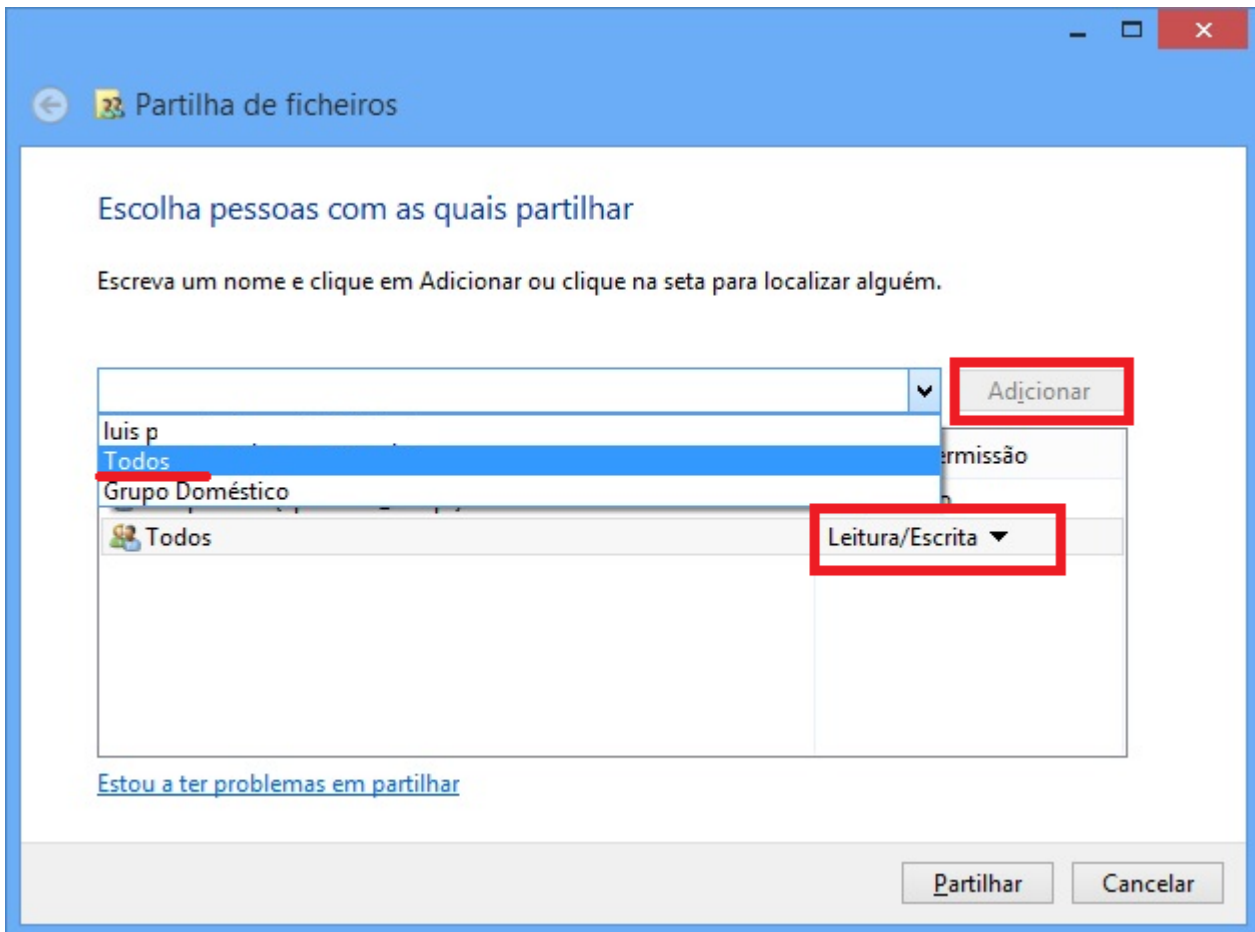 Partilha de ficheiros
Escolha pessoas com as quais partilhar
Escreva um nome e clique em Adicionar ou clique na seta para localizar alguém.
Adicionar
luis p
Todos
Grupo Doméstico
Todos Leitura/Escrita
Estou a ter problemas em partilhar
Partilhar Cancelar